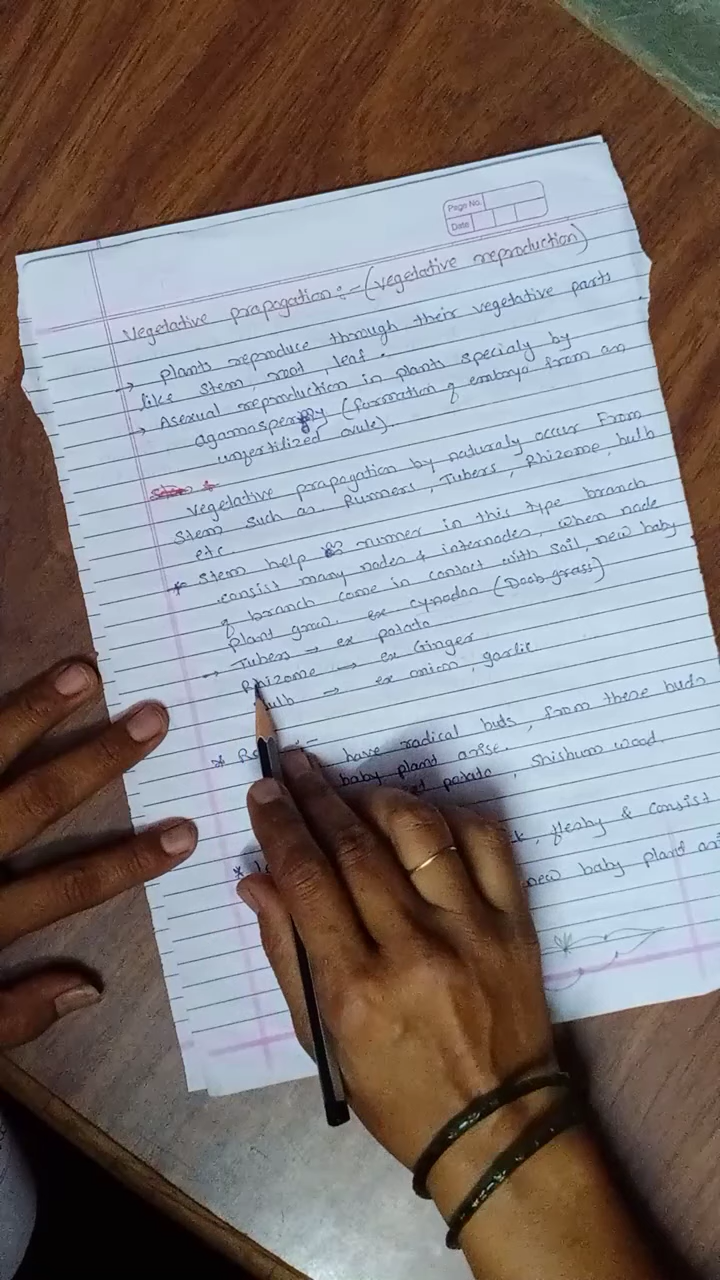 Page No.
Date
Vegetative propagation :- (vegetative reproduction)
→ plants reproduce through their vegetative parts
like stem, root, leaf.
→ Asexual reproduction in plants specialy by
agamospermy (formation of embryo from an
unfertilized ovule).
vegetative propagation by naturaly occur From
stem such as Runners, Tubers, Rhizome, bulb
etc.
* Stem help runner in this type branch
consist many nodes & internodes, when node
of branch come in contact with soil, new baby
plant grow. ex cynodon (Doob grass)
→ Tubers → ex potato
Rhizome → ex Ginger
bulb → ex onion, garlic
* have radical buds, from these buds
baby plant arise.
potato, Shishum wood.
fleshy & consist
new baby plant